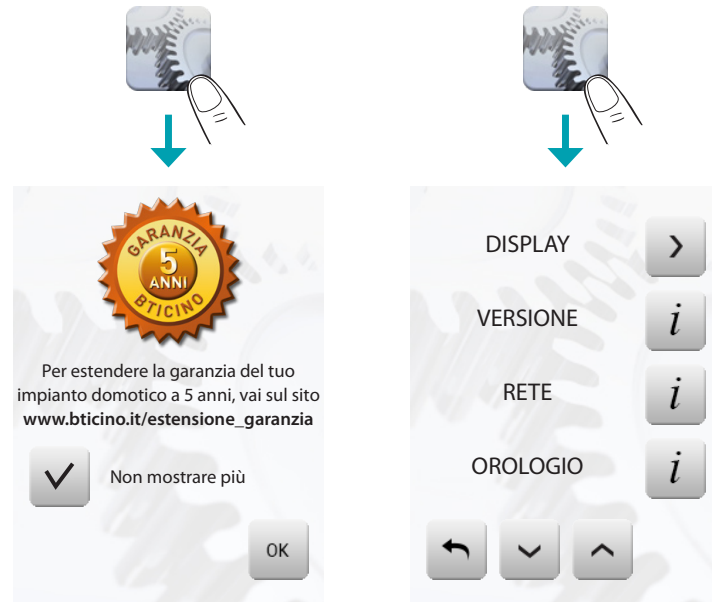 GARANZIA
5
ANNI
BTICINO
Per estendere la garanzia del tuo
impianto domotico a 5 anni, vai sul sito
www.bticino.it/estensione_garanzia
Non mostrare più
OK
DISPLAY
VERSIONE
i
RETE
i
OROLOGIO
i